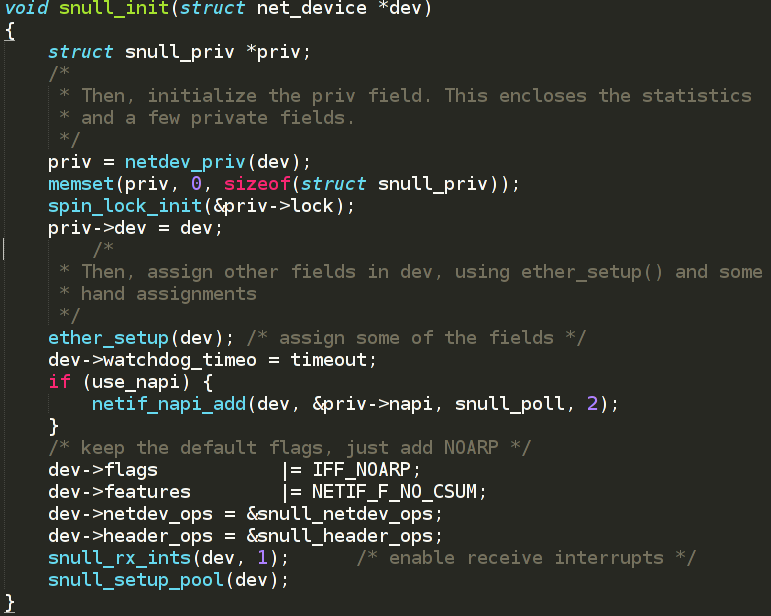 void snull_init(struct net_device *dev)
{
    struct snull_priv *priv;
    /*
     * Then, initialize the priv field. This encloses the statistics
     * and a few private fields.
     */
    priv = netdev_priv(dev);
    memset(priv, 0, sizeof(struct snull_priv));
    spin_lock_init(&priv->lock);
    priv->dev = dev;
        /*
     * Then, assign other fields in dev, using ether_setup() and some
     * hand assignments
     */
    ether_setup(dev); /* assign some of the fields */
    dev->watchdog_timeo = timeout;
    if (use_napi) {
        netif_napi_add(dev, &priv->napi, snull_poll, 2);
    }
    /* keep the default flags, just add NOARP */
    dev->flags           |= IFF_NOARP;
    dev->features        |= NETIF_F_NO_CSUM;
    dev->netdev_ops = &snull_netdev_ops;
    dev->header_ops = &snull_header_ops;
    snull_rx_ints(dev, 1);      /* enable receive interrupts */
    snull_setup_pool(dev);
}